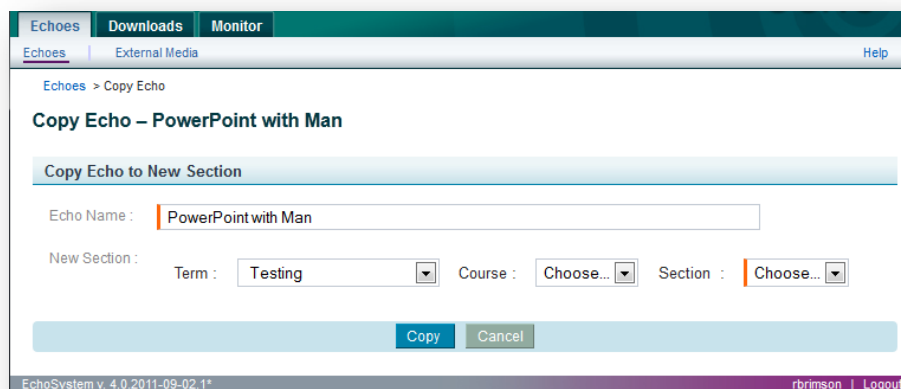 Echoes Downloads Monitor
Echoes External Media Help
Echoes > Copy Echo
Copy Echo – PowerPoint with Man
Copy Echo to New Section
Echo Name : PowerPoint with Man
New Section :
Term : Testing Course : Choose... Section : Choose...
Copy Cancel
EchoSystem v. 4.0.2011-09-02.1* rbrimson | Logout